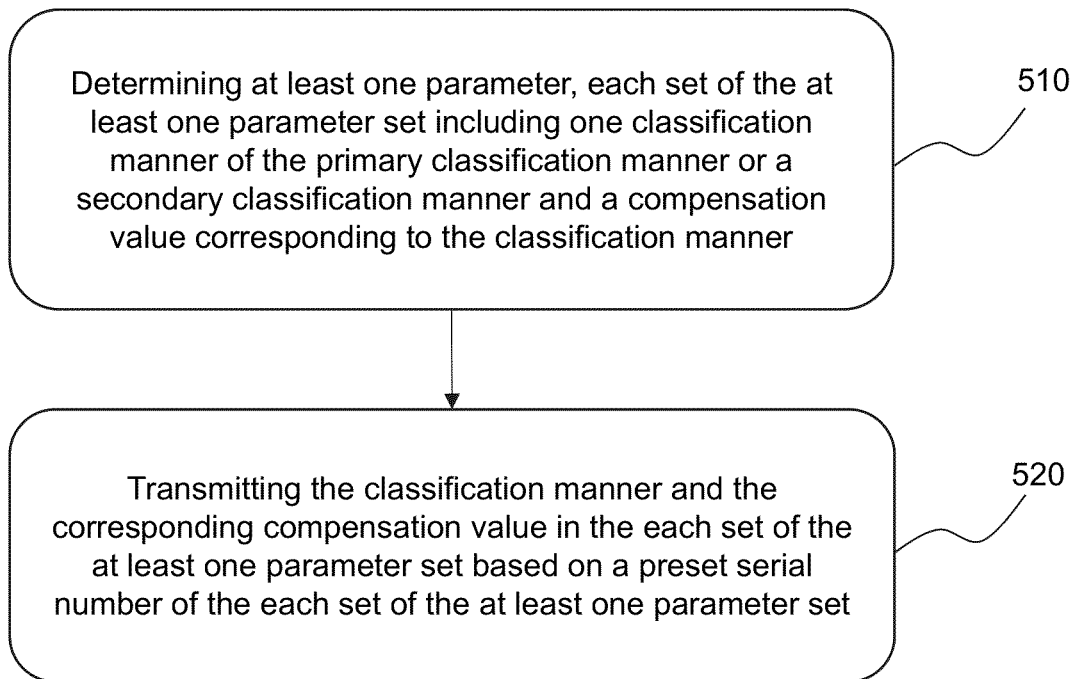 Determining at least one parameter, each set of the at
least one parameter set including one classification
manner of the primary classification manner or a
secondary classification manner and a compensation
value corresponding to the classification manner
510
Transmitting the classification manner and the
corresponding compensation value in the each set of the
at least one parameter set based on a preset serial
number of the each set of the at least one parameter set
520